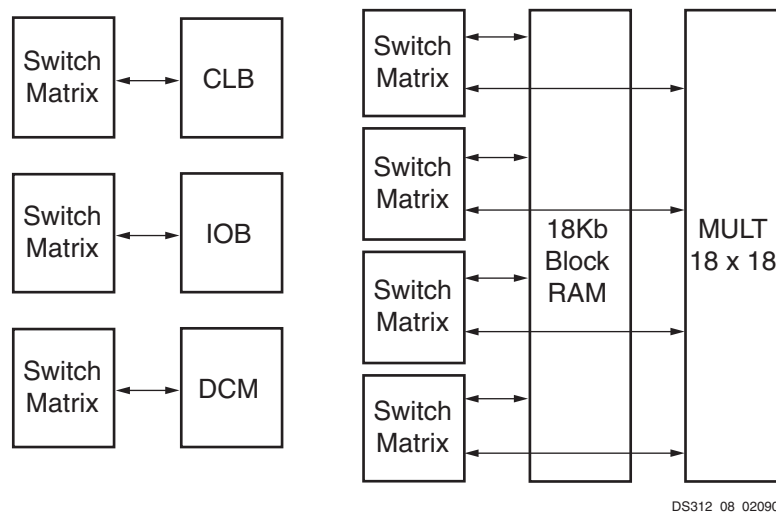 Switch
Matrix
CLB
Switch
Matrix
IOB
Switch
Matrix
DCM
Switch
Matrix
Switch
Matrix
Switch
Matrix
Switch
Matrix
18Kb
Block
RAM
MULT
18 x 18
DS312_08_02090